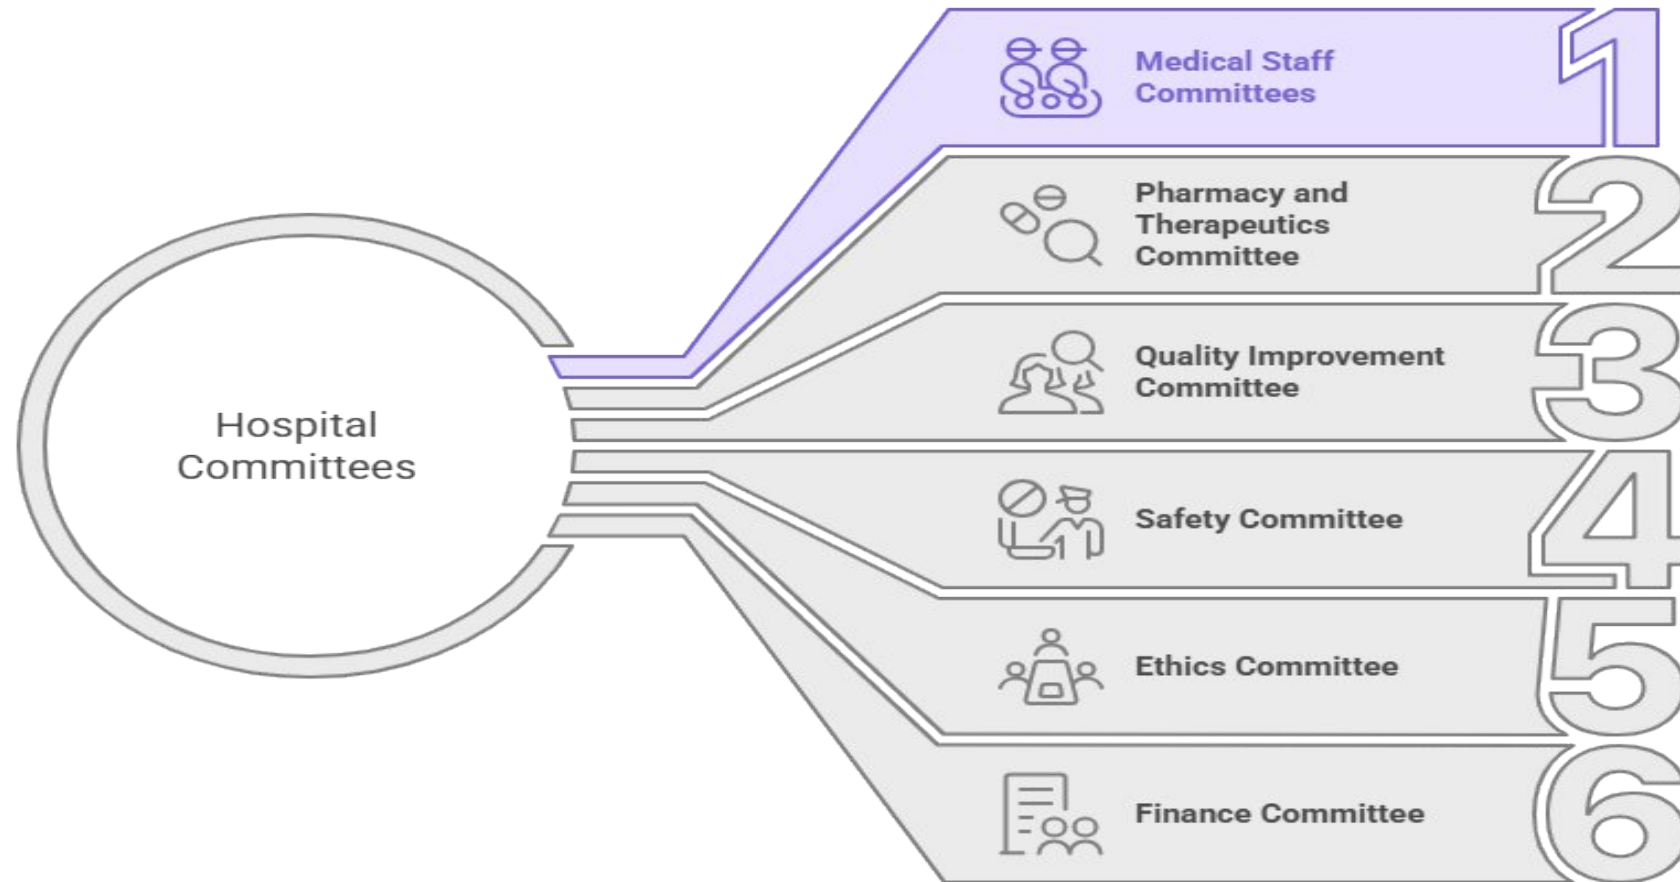 Hospital
Committees
Medical Staff
Committees
1
Pharmacy and
Therapeutics
Committee
2
Quality Improvement
Committee
3
Safety Committee
4
Ethics Committee
5
Finance Committee
6